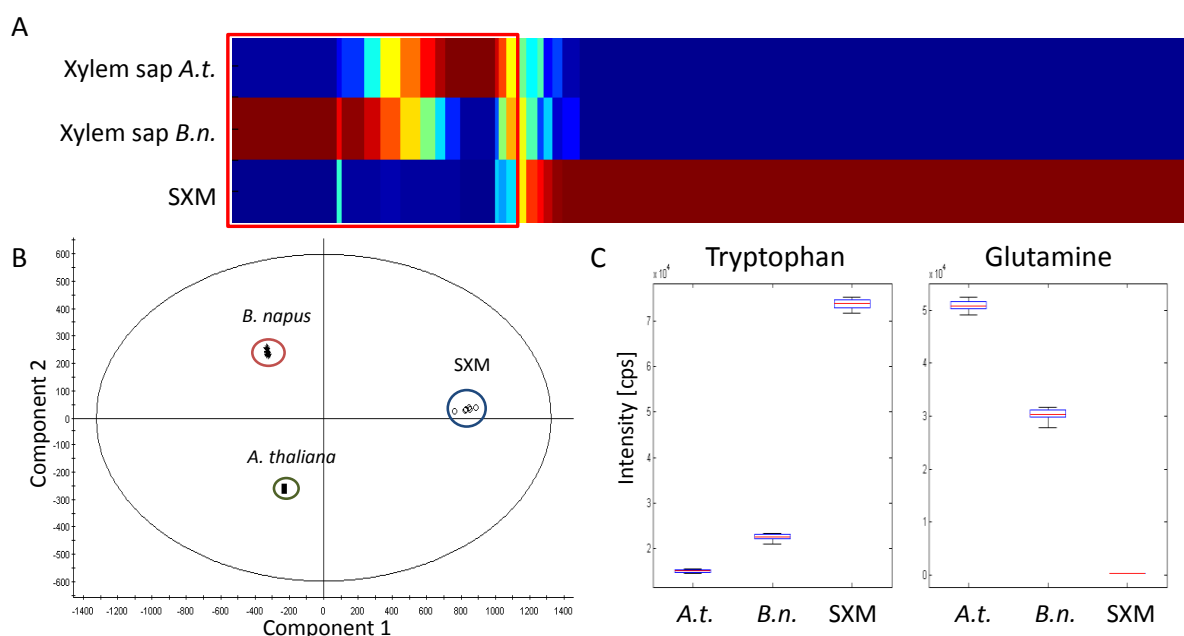 A
Xylem sap A.t.
Xylem sap B.n.
SXM
B
Component 2
600
500
400
300
200
100
0
-100
-200
-300
-400
-500
-600
B. napus
SXM
A. thaliana
-1400 -1200 -1000 -800 -600 -400 -200 0 200 400 600 800 1000 1200 1400
Component 1
C
Tryptophan
x 10⁴
Intensity [cps]
7
6
5
4
3
2
A.t. B.n. SXM
Glutamine
x 10⁴
5
4
3
2
1
0
A.t. B.n. SXM